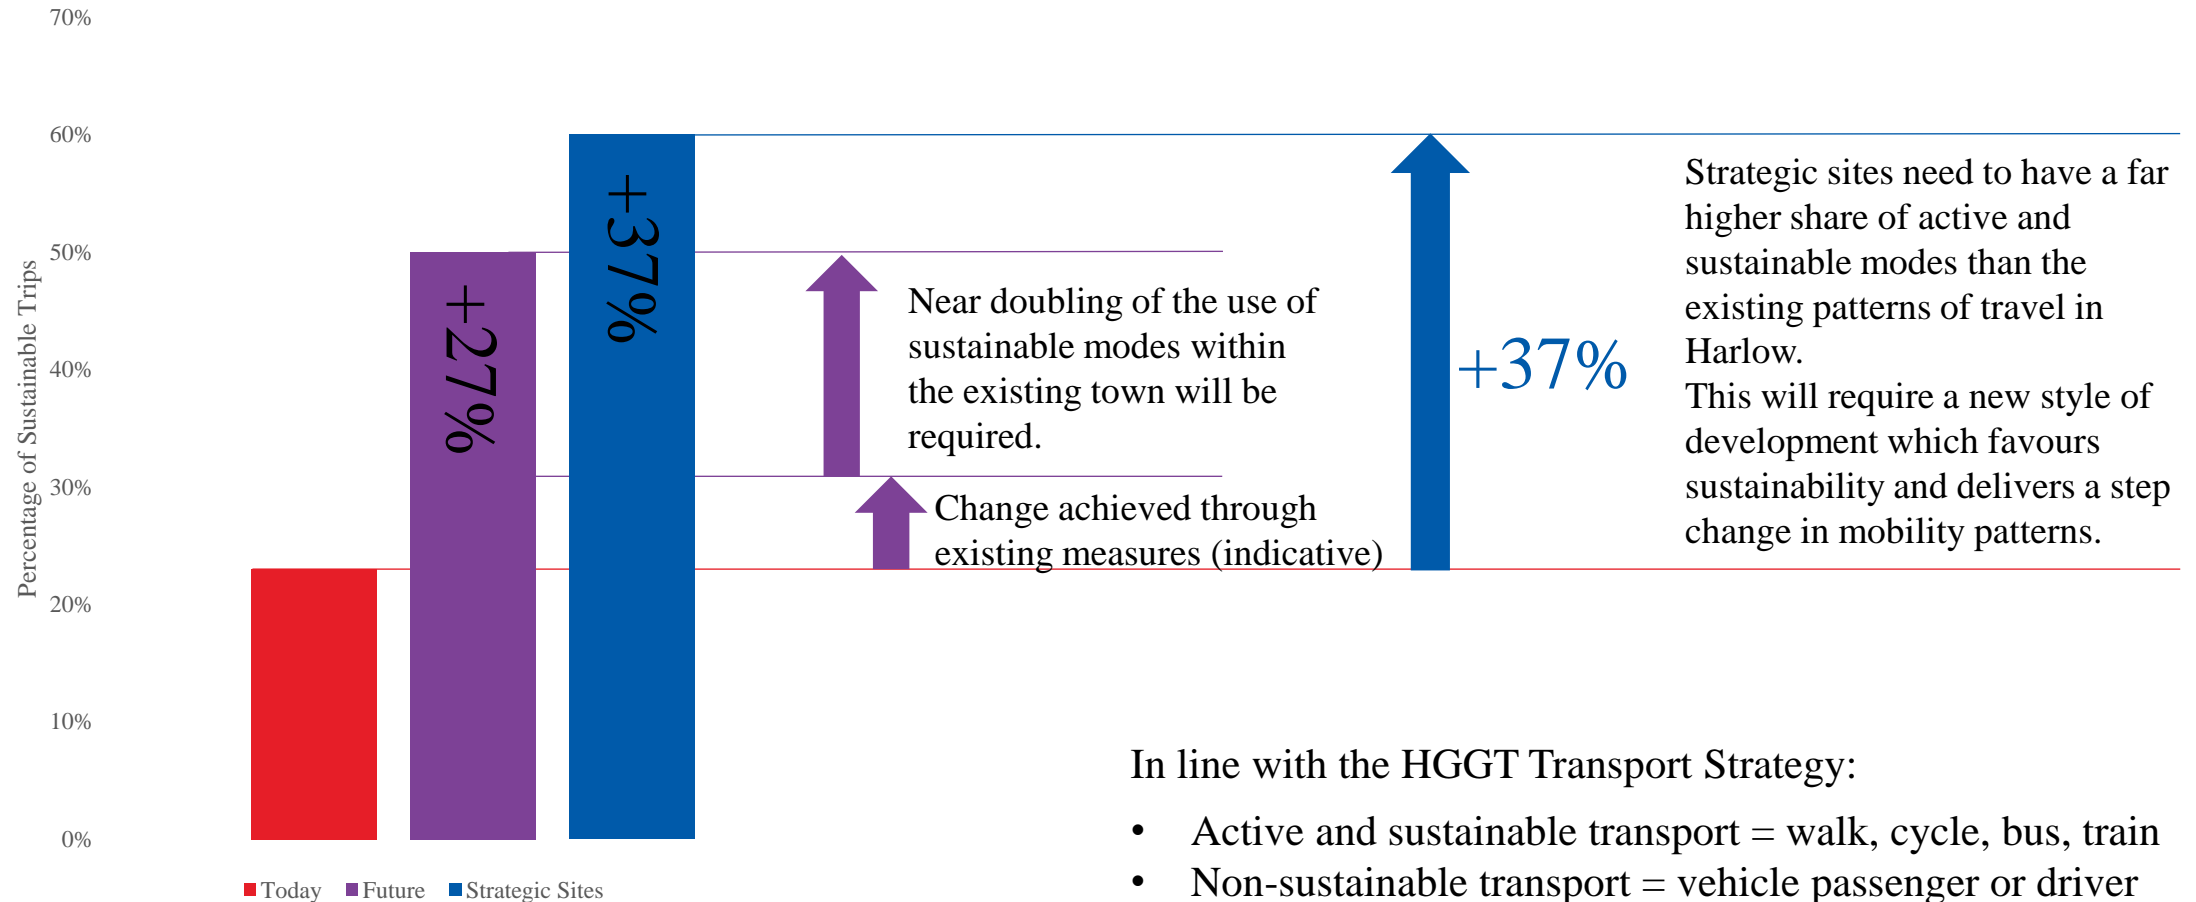 70%
60%
50%
40%
30%
20%
10%
0%
Percentage of Sustainable Trips
+27%
+37%
Near doubling of the use of
sustainable modes within
the existing town will be
required.
Change achieved through
existing measures (indicative)
+37%
Strategic sites need to have a far
higher share of active and
sustainable modes than the
existing patterns of travel in
Harlow.
This will require a new style of
development which favours
sustainability and delivers a step
change in mobility patterns.
Today
Future
Strategic Sites
In line with the HGGT Transport Strategy:
• Active and sustainable transport = walk, cycle, bus, train
• Non-sustainable transport = vehicle passenger or driver